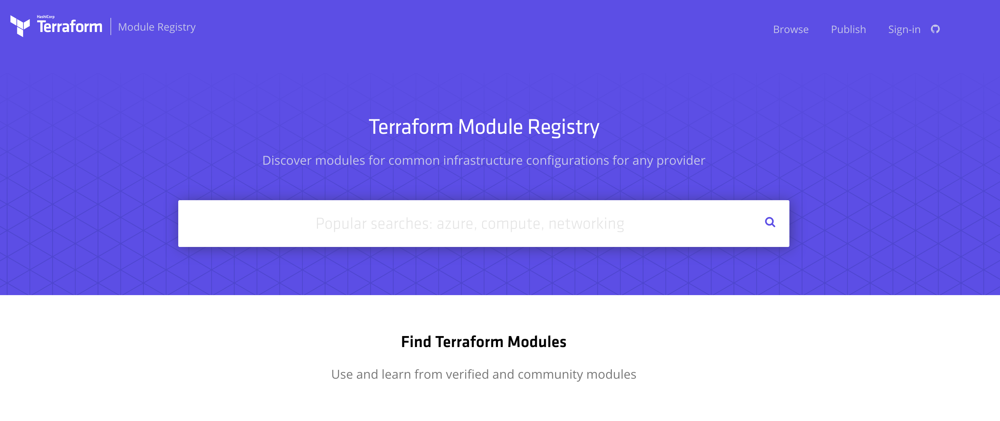 HashiCorp
Terraform
Module Registry
Browse Publish Sign-in
Terraform Module Registry
Discover modules for common infrastructure configurations for any provider
Popular searches: azure, compute, networking
Find Terraform Modules
Use and learn from verified and community modules